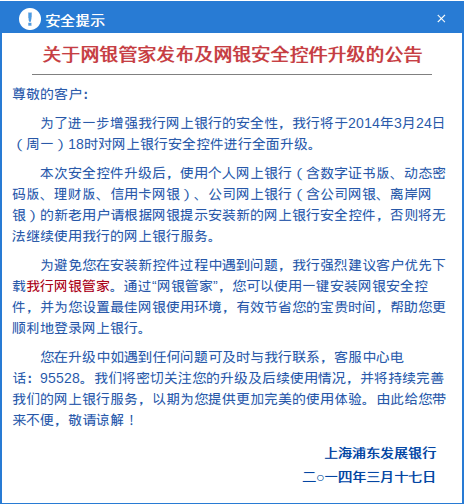 安全提示
关于网银管家发布及网银安全控件升级的公告
尊敬的客户：
为了进一步增强我行网上银行的安全性，我行将于2014年3月24日
（周一）18时对网上银行安全控件进行全面升级。
本次安全控件升级后，使用个人网上银行（含数字证书版、动态密
码版、理财版、信用卡网银）、公司网上银行（含公司网银、离岸网
银）的新老用户请根据网银提示安装新的网上银行安全控件，否则将无
法继续使用我行的网上银行服务。
为避免您在安装新控件过程中遇到问题，我行强烈建议客户优先下
载我行网银管家。通过“网银管家”，您可以使用一键安装网银安全控
件，并为您设置最佳网银使用环境，有效节省您的宝贵时间，帮助您更
顺利地登录网上银行。
您在升级中如遇到任何问题可及时与我行联系，客服中心电
话：95528。我们将密切关注您的升级及后续使用情况，并将持续完善
我们的网上银行服务，以期为您提供更加完美的使用体验。由此给您带
来不便，敬请谅解！
上海浦东发展银行
二○一四年三月十七日